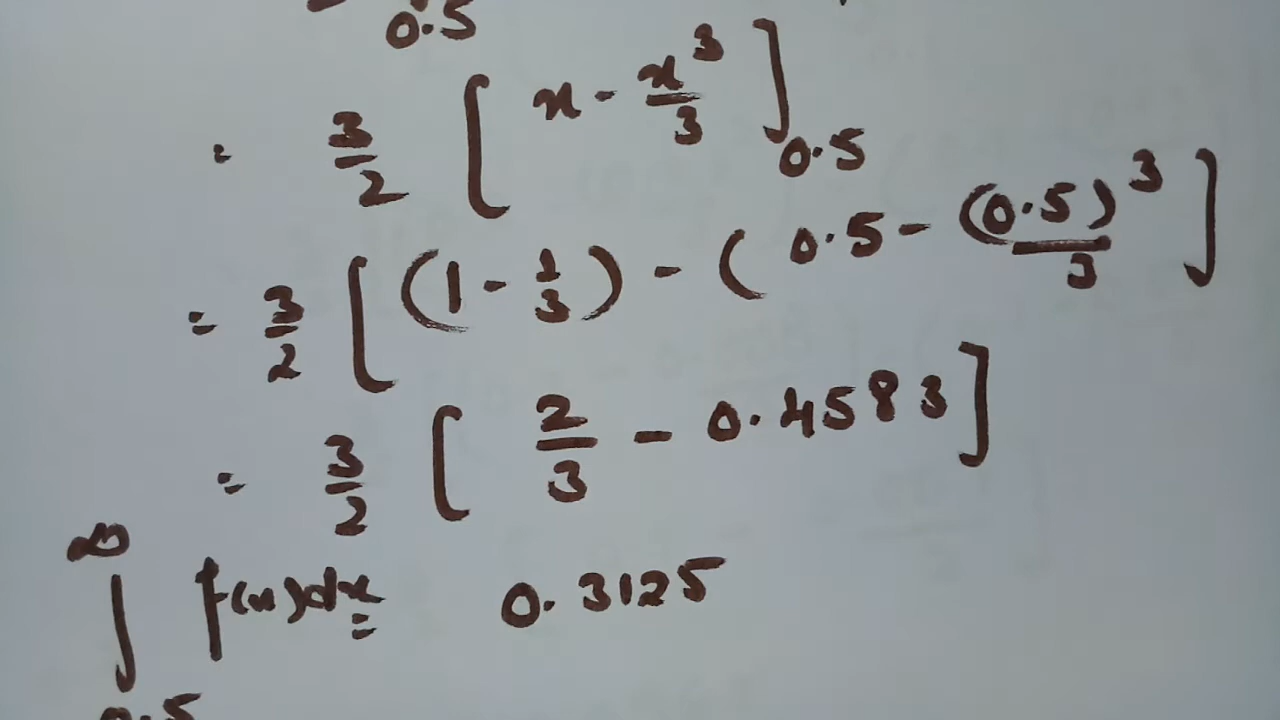 0.5
= 3/2 [ x - x³/3 ]0.5
= 3/2 [ (1 - 1/3) - ( 0.5 - (0.5)³/3 ]
= 3/2 [ 2/3 - 0.4583 ]
∞ ∫ 0.5 f(x)dx = 0.3125